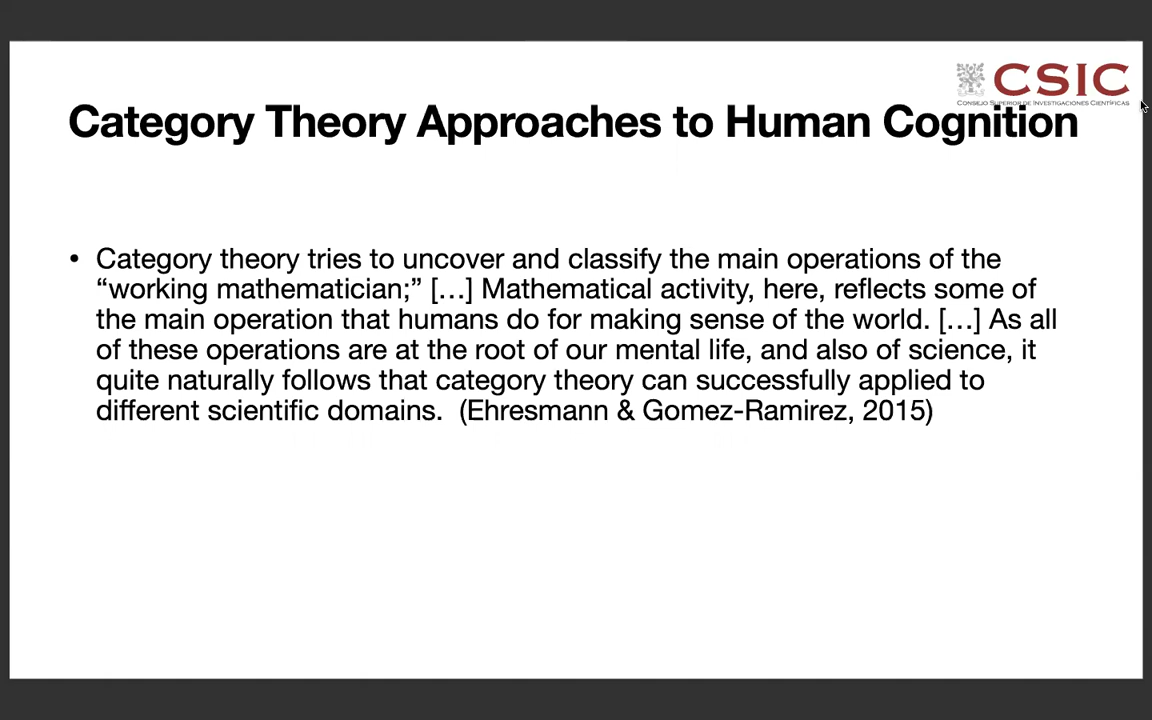 CSIC
CONSEJO SUPERIOR DE INVESTIGACIONES CIENTÍFICAS
Category Theory Approaches to Human Cognition
• Category theory tries to uncover and classify the main operations of the
“working mathematician;” […] Mathematical activity, here, reflects some of
the main operation that humans do for making sense of the world. […] As all
of these operations are at the root of our mental life, and also of science, it
quite naturally follows that category theory can successfully applied to
different scientific domains.  (Ehresmann & Gomez-Ramirez, 2015)